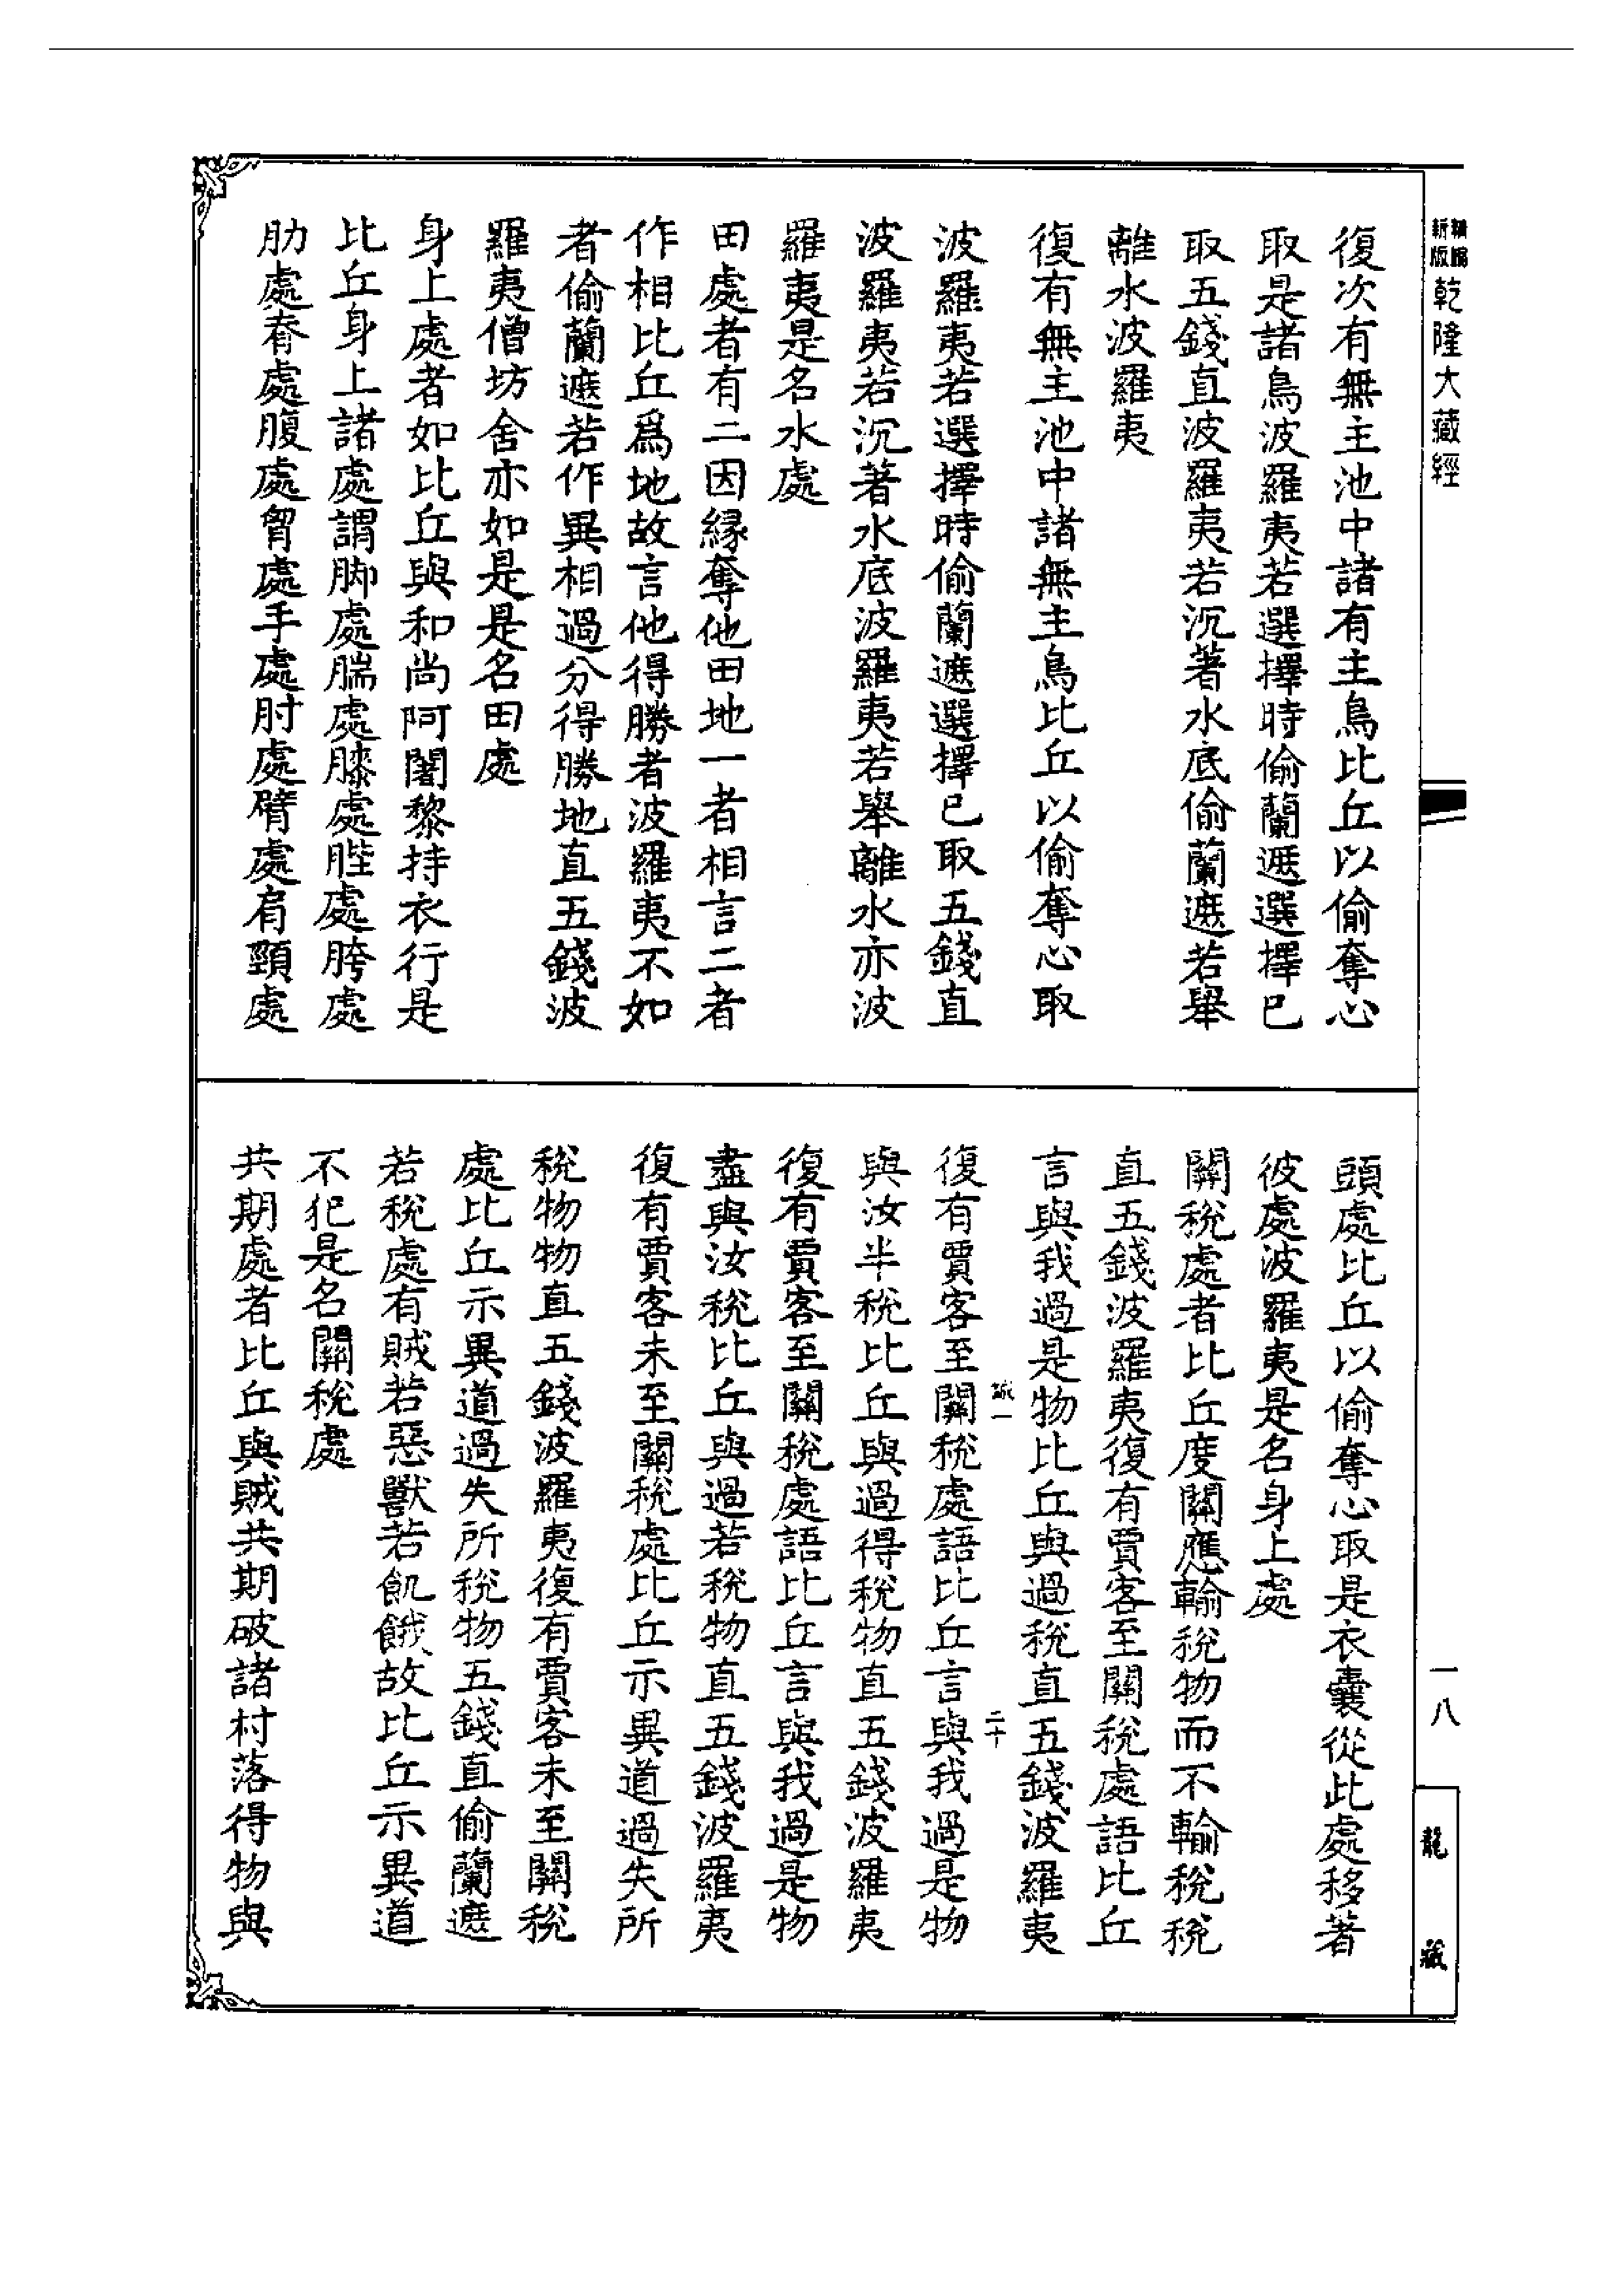 新編
新版
乾隆大藏經
復次有無主池中諸有主鳥比丘以偷奪心
取是諸鳥波羅夷若選擇時偷蘭遮選擇已
取五錢直波羅夷若沉著水底偷蘭遮若舉
離水波羅夷
復有無主池中諸無主鳥比丘以偷奪心取
波羅夷若選擇時偷蘭遮選擇已取五錢直
波羅夷若沉著水底波羅夷若舉離水亦波
羅夷是名水處
田處者有二因緣奪他田地一者相言二者
作相比丘爲地故言他得勝者波羅夷不如
者偷蘭遮若作異相過分得勝地直五錢波
羅夷僧坊舍亦如是是名田處
身上處者如比丘與和尚阿闍黎持衣行是
比丘身上諸處謂脚處腨處膝處髀處胯處
肋處脊處腹處胷處手處肘處臂處肩頸處
頭處比丘以偷奪心取是衣囊從此處移著
彼處波羅夷是名身上處
關稅處者比丘度關應輸稅物而不輸稅稅
直五錢波羅夷復有賈客至關稅處語比丘
言與我過是物比丘與過稅直五錢波羅夷
復有賈客至關稅處語比丘言與我過是物
與汝半稅比丘與過得稅物直五錢波羅夷
復有賈客至關稅處語比丘言與我過是物
盡與汝稅比丘與過若稅物直五錢波羅夷
復有賈客未至關稅處比丘示異道過失所
稅物物直五錢波羅夷復有賈客未至關稅
處比丘示異道過失所稅物五錢直偷蘭遮
若稅處有賊若惡獸若飢餓故比丘示異道
不犯是名關稅處
共期處者比丘與賊共期破諸村落得物與
一八
龍藏
二十